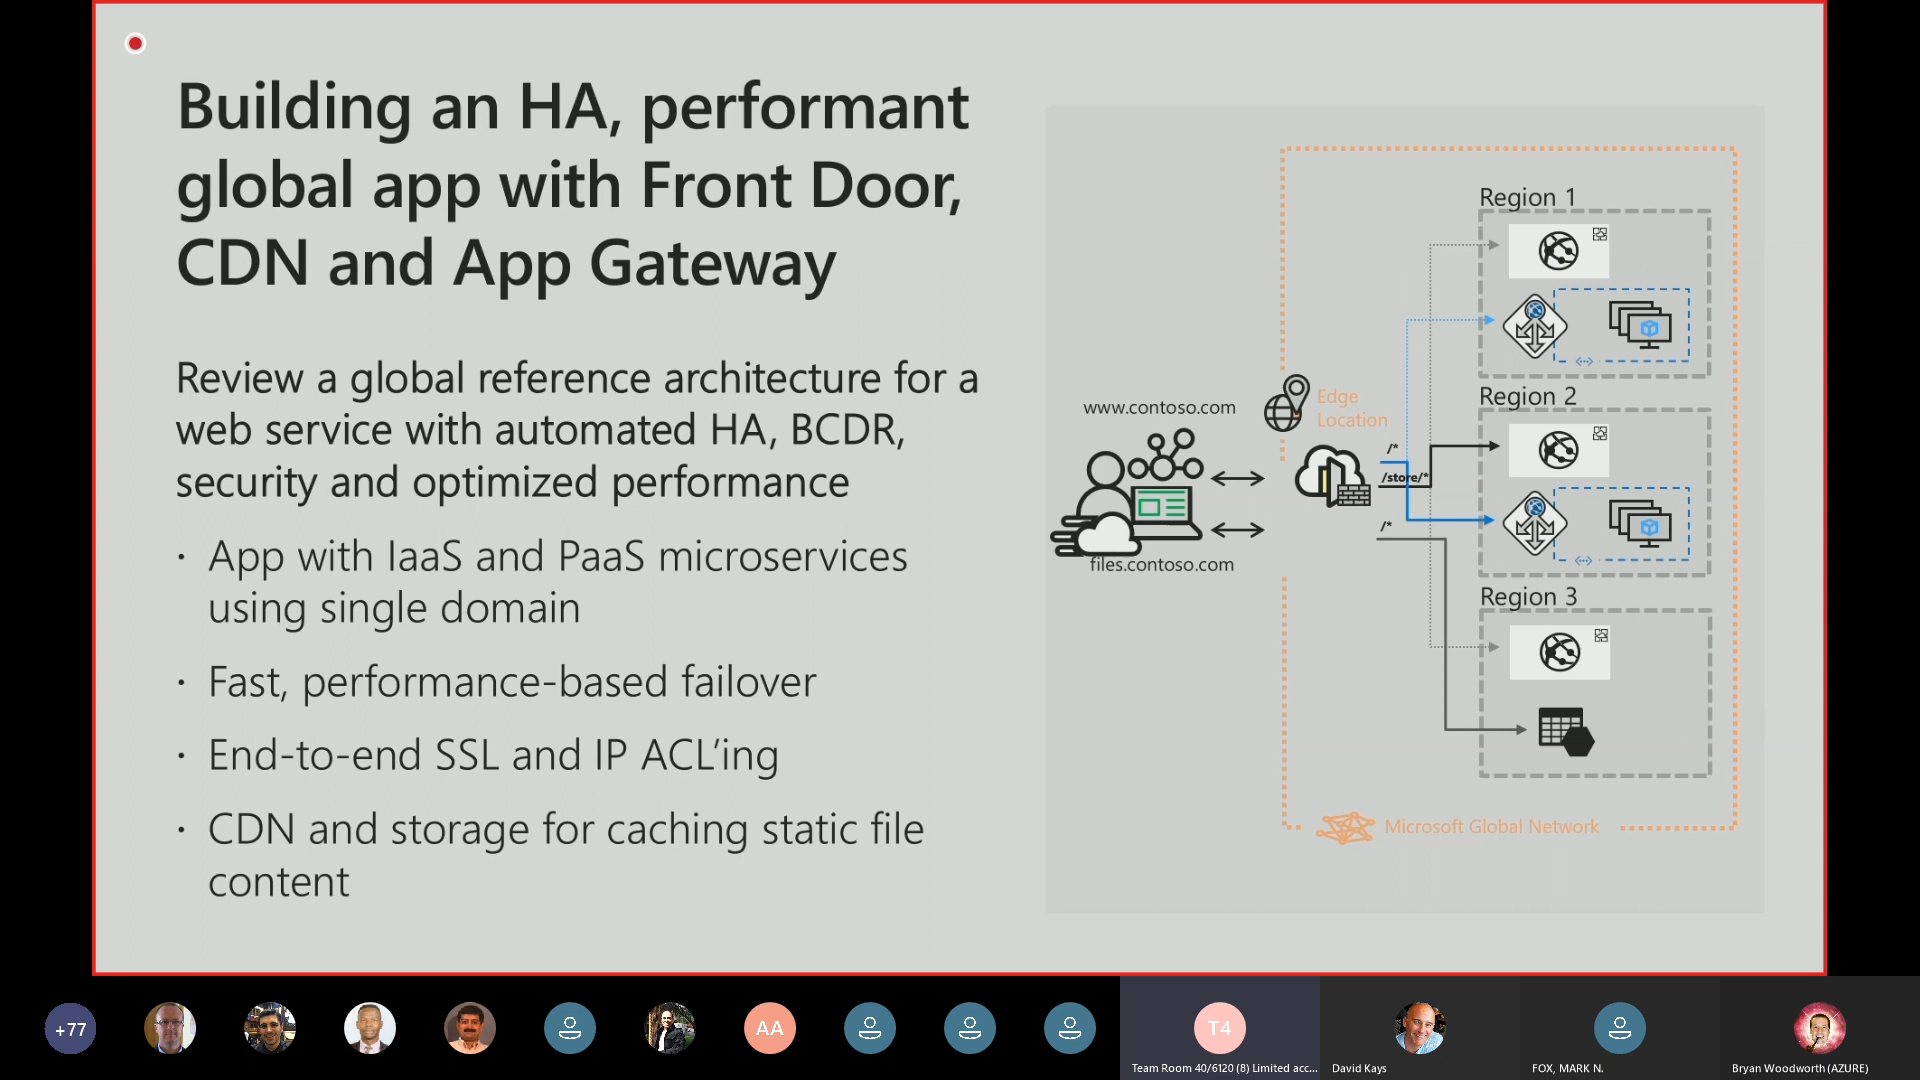 Building an HA, performant
global app with Front Door,
CDN and App Gateway
Review a global reference architecture for a
web service with automated HA, BCDR,
security and optimized performance
· App with IaaS and PaaS microservices
using single domain
· Fast, performance-based failover
· End-to-end SSL and IP ACL’ing
· CDN and storage for caching static file
content
www.contoso.com
files.contoso.com
Edge
Location
/*
/store/*
/*
Region 1
Region 2
Region 3
Microsoft Global Network
+77
AA
T4
Team Room 40/6120 (8) Limited acc...
David Kays
FOX, MARK N.
Bryan Woodworth (AZURE)